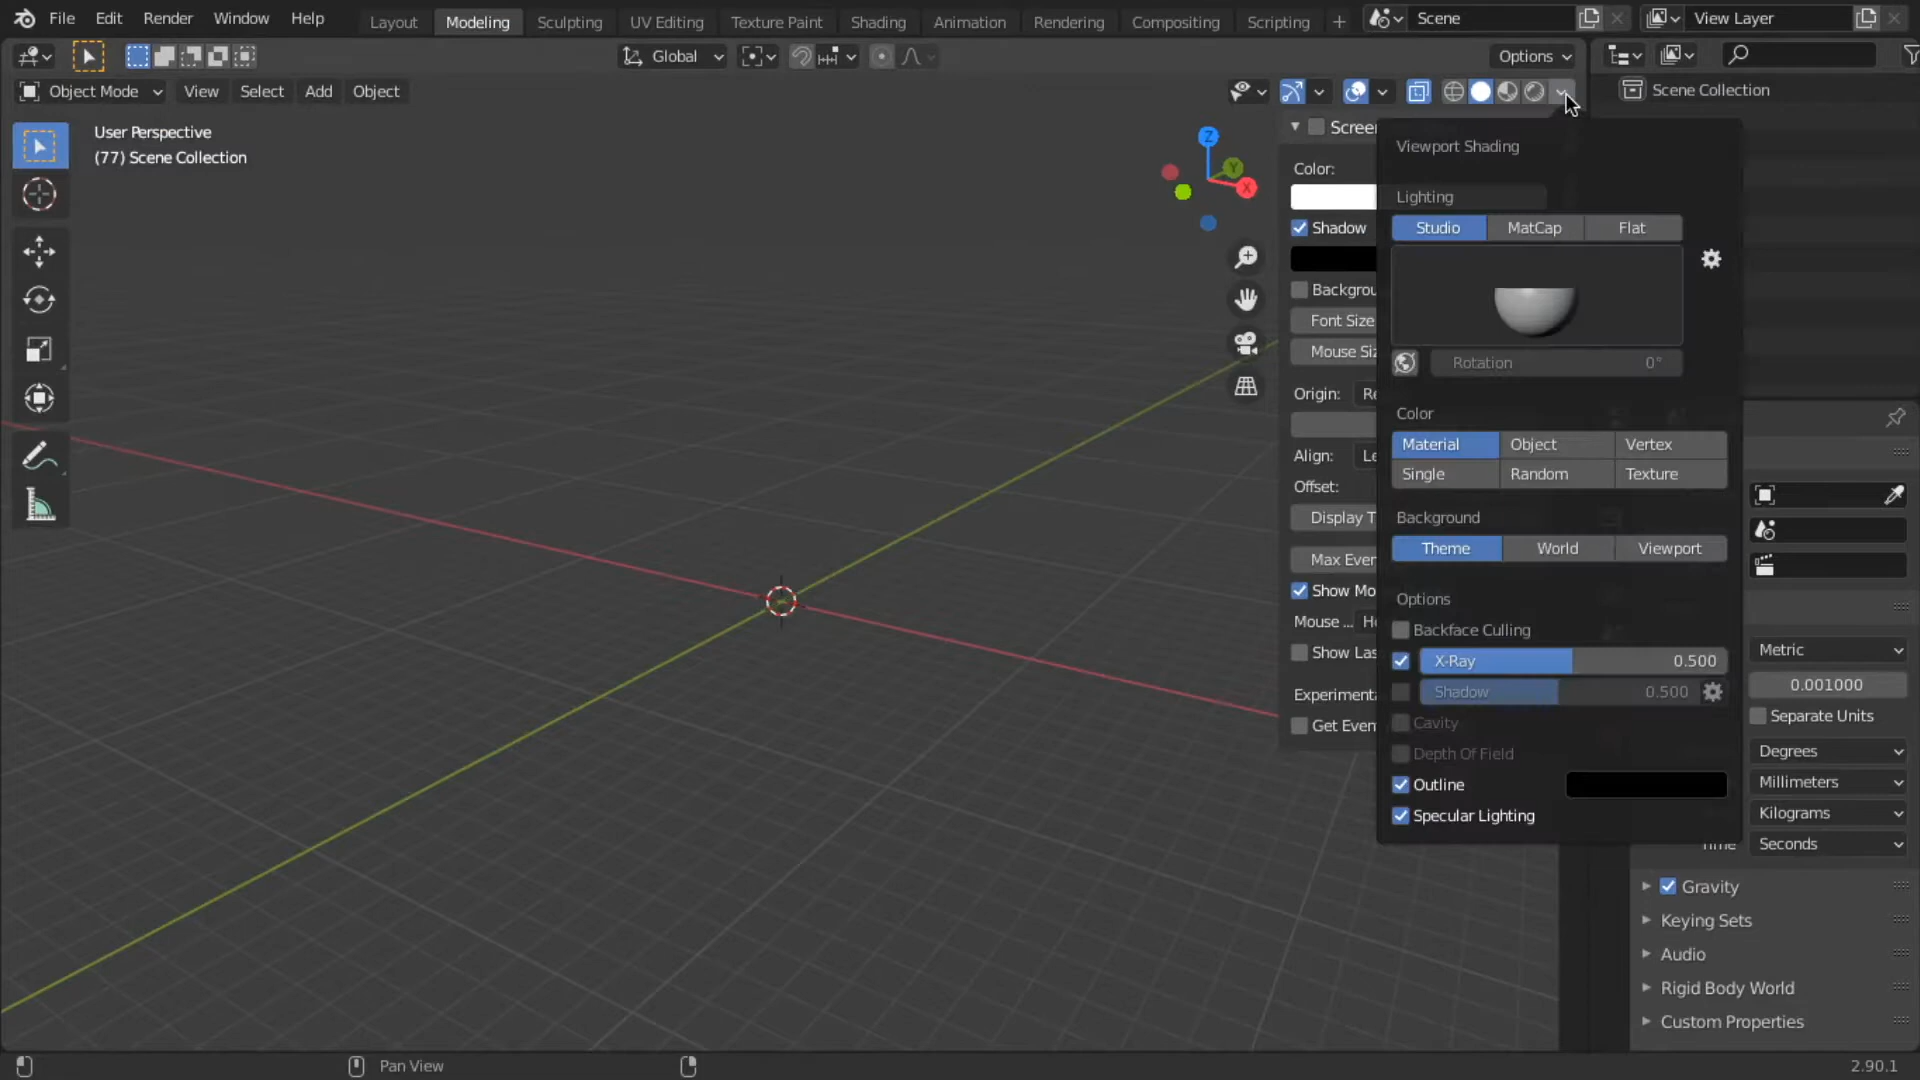 File Edit Render Window Help Layout Modeling Sculpting UV Editing Texture Paint Shading Animation Rendering Compositing Scripting + Scene View Layer
Global Options
Object Mode View Select Add Object
Scene Collection
User Perspective
(77) Scene Collection
Z
Y
X
Color:
Shadow
Font Size
Origin:
Align:
Offset:
Display T
Mouse ...
Viewport Shading
Lighting
Studio MatCap Flat
Rotation 0°
Color
Material Object Vertex
Single Random Texture
Background
Theme World Viewport
Options
Backface Culling
X-Ray 0.500
Shadow 0.500
Cavity
Depth Of Field
Outline
Specular Lighting
Metric
0.001000
Separate Units
Degrees
Millimeters
Kilograms
Time Seconds
Gravity
Keying Sets
Audio
Rigid Body World
Custom Properties
Pan View 2.90.1